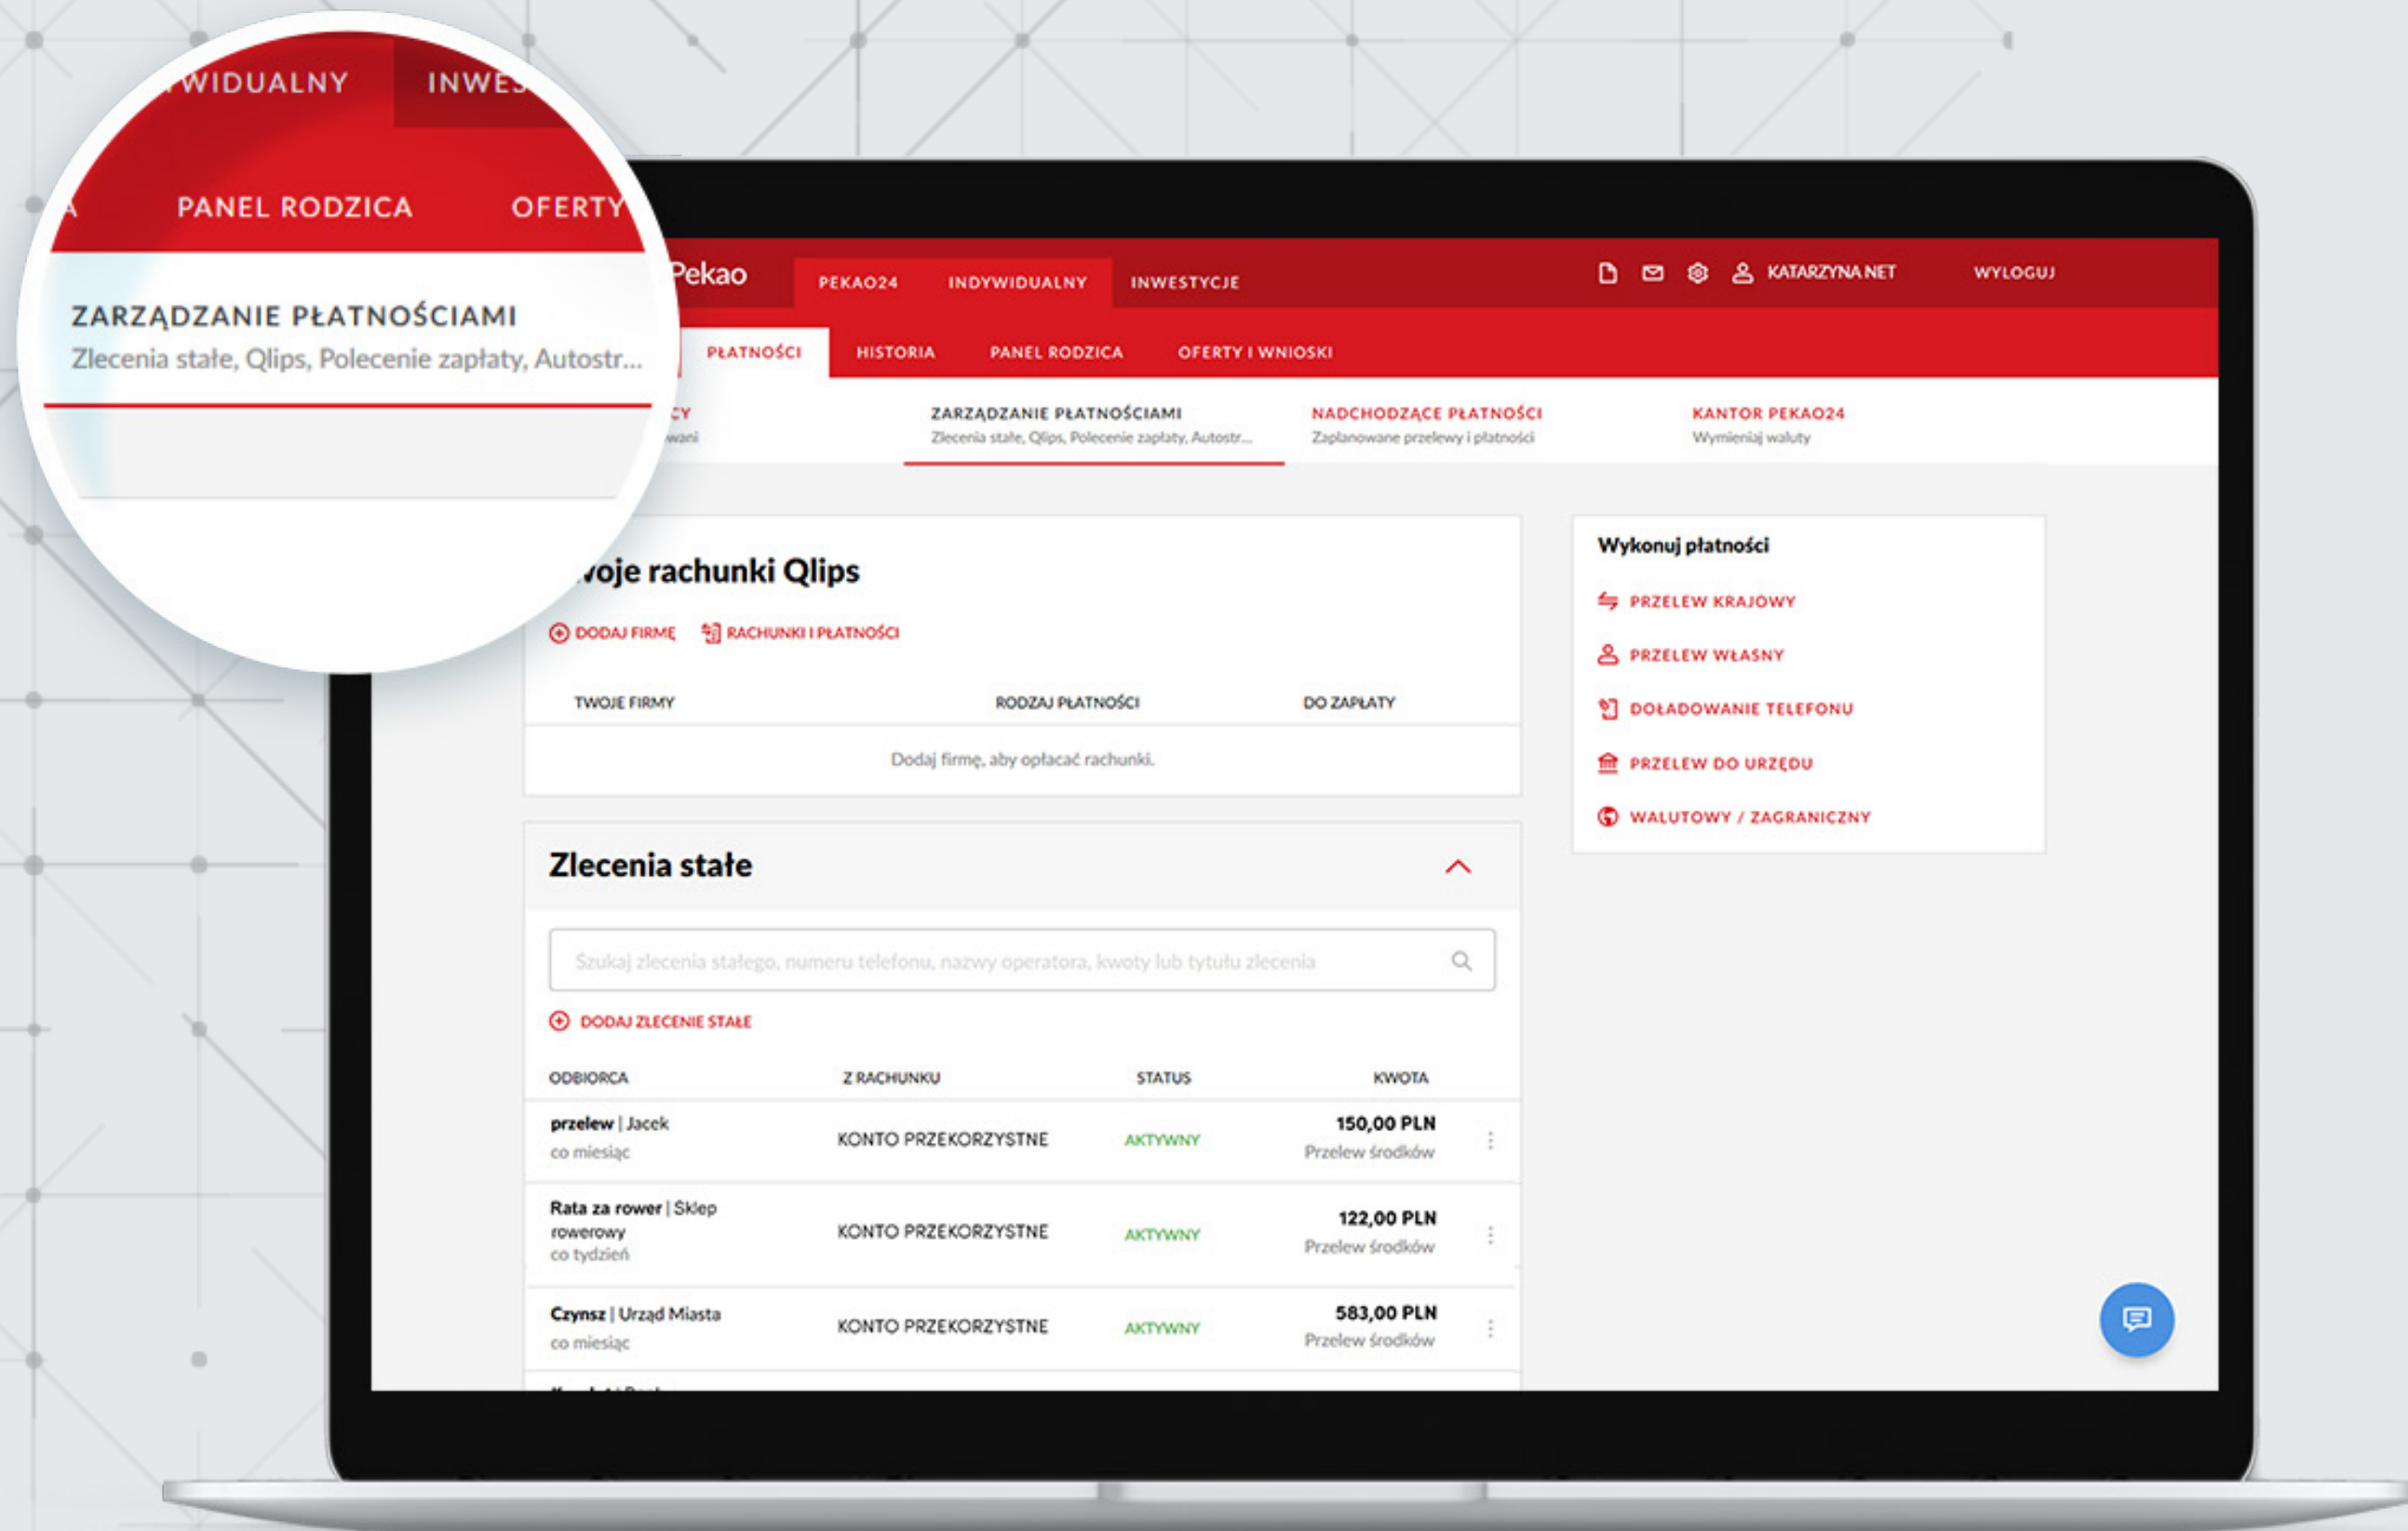 WIDUALNY INWES
PANEL RODZICA OFERTY
ZARZĄDZANIE PŁATNOŚCIAMI
Zlecenia stałe, Qlips, Polecenie zapłaty, Autostr...
Pekao PEKAO24 INDYWIDUALNY INWESTYCJE KATARZYNA NET WYLOGUJ
PŁATNOŚCI HISTORIA PANEL RODZICA OFERTY I WNIOSKI
CY ZARZĄDZANIE PŁATNOŚCIAMI NADCHODZĄCE PŁATNOŚCI KANTOR PEKAO24
wani Zlecenia stałe, Qlips, Polecenie zapłaty, Autostr... Zaplanowane przelewy i płatności Wymieniaj waluty
woje rachunki Qlips
DODAJ FIRMĘ RACHUNKI I PŁATNOŚCI
TWOJE FIRMY RODZAJ PŁATNOŚCI DO ZAPŁATY
Dodaj firmę, aby opłacać rachunki.
Wykonuj płatności
PRZELEW KRAJOWY
PRZELEW WŁASNY
DOŁADOWANIE TELEFONU
PRZELEW DO URZĘDU
WALUTOWY / ZAGRANICZNY
Zlecenia stałe
Szukaj zlecenia stałego, numeru telefonu, nazwy operatora, kwoty lub tytułu zlecenia
DODAJ ZLECENIE STAŁE
ODBIORCA Z RACHUNKU STATUS KWOTA
przelew | Jacek KONTO PRZEKORZYSTNE AKTYWNY 150,00 PLN
co miesiąc Przelew środków
Rata za rower | Sklep
rowerowy KONTO PRZEKORZYSTNE AKTYWNY 122,00 PLN
co tydzień Przelew środków
Czynsz | Urząd Miasta KONTO PRZEKORZYSTNE AKTYWNY 583,00 PLN
co miesiąc Przelew środków